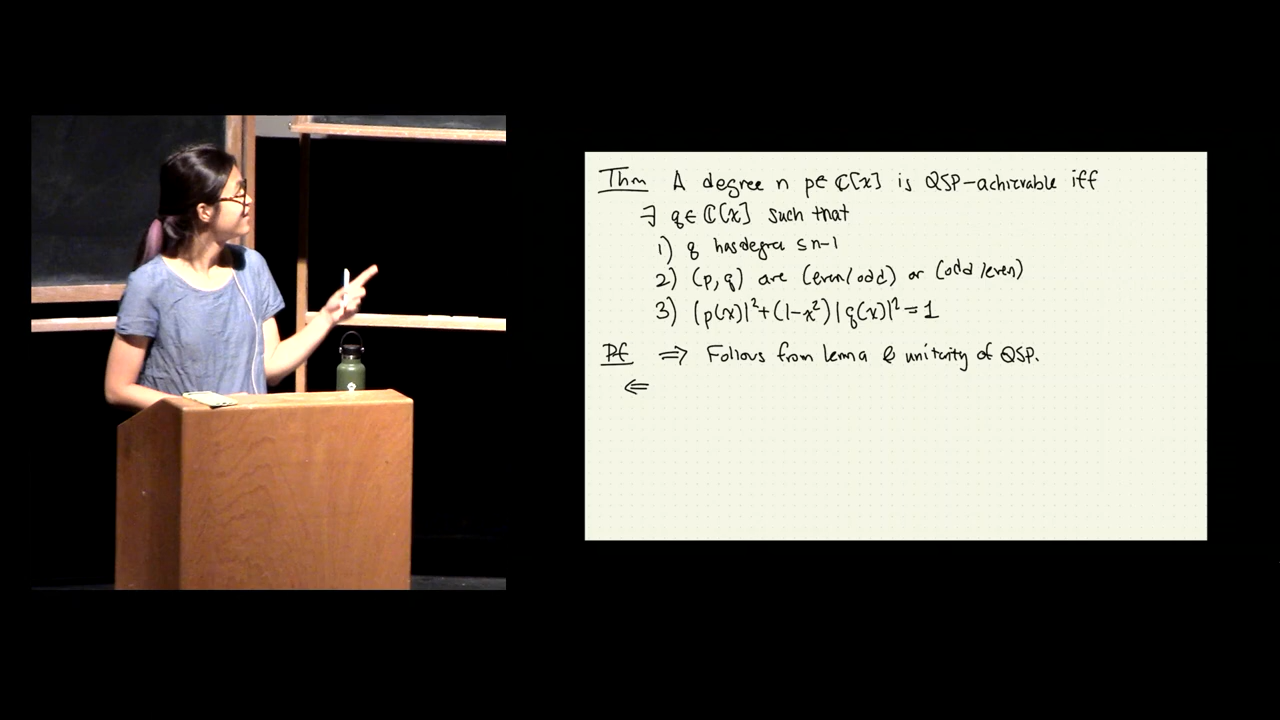 Thm A degree n p∈ ℂ[x] is QSP-achievable iff
∃ q∈ ℂ[x] such that
1) q has degree ≤ n-1
2) (p, q) are (even/odd) or (odd/even)
3) |p(x)|²+(1-x²)|q(x)|²=1
Pf ⇒ Follows from lemma & unitarity of QSP.
⇐